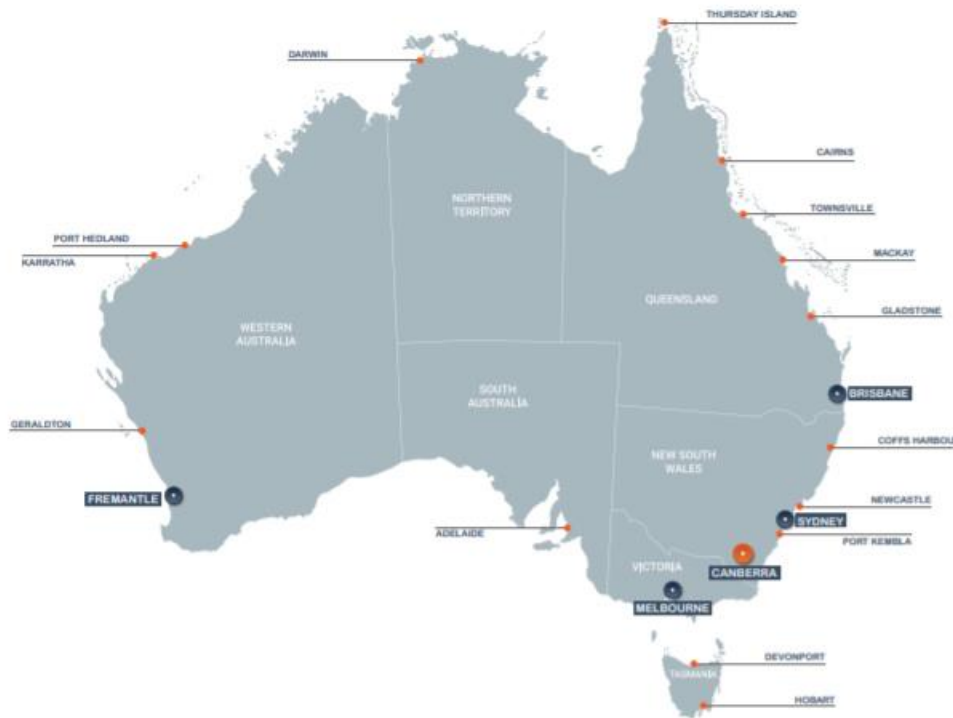 THURSDAY ISLAND
DARWIN
CAIRNS
NORTHERN
TERRITORY
TOWNSVILLE
PORT HEDLAND
KARRATHA
MACKAY
QUEENSLAND
GLADSTONE
WESTERN
AUSTRALIA
SOUTH
AUSTRALIA
BRISBANE
GERALDTON
COFFS HARBOU
NEW SOUTH
WALES
FREMANTLE
NEWCASTLE
SYDNEY
ADELAIDE
PORT KEMBLA
VICTORIA
CANBERRA
MELBOURNE
DEVONPORT
TASMANIA
HOBART